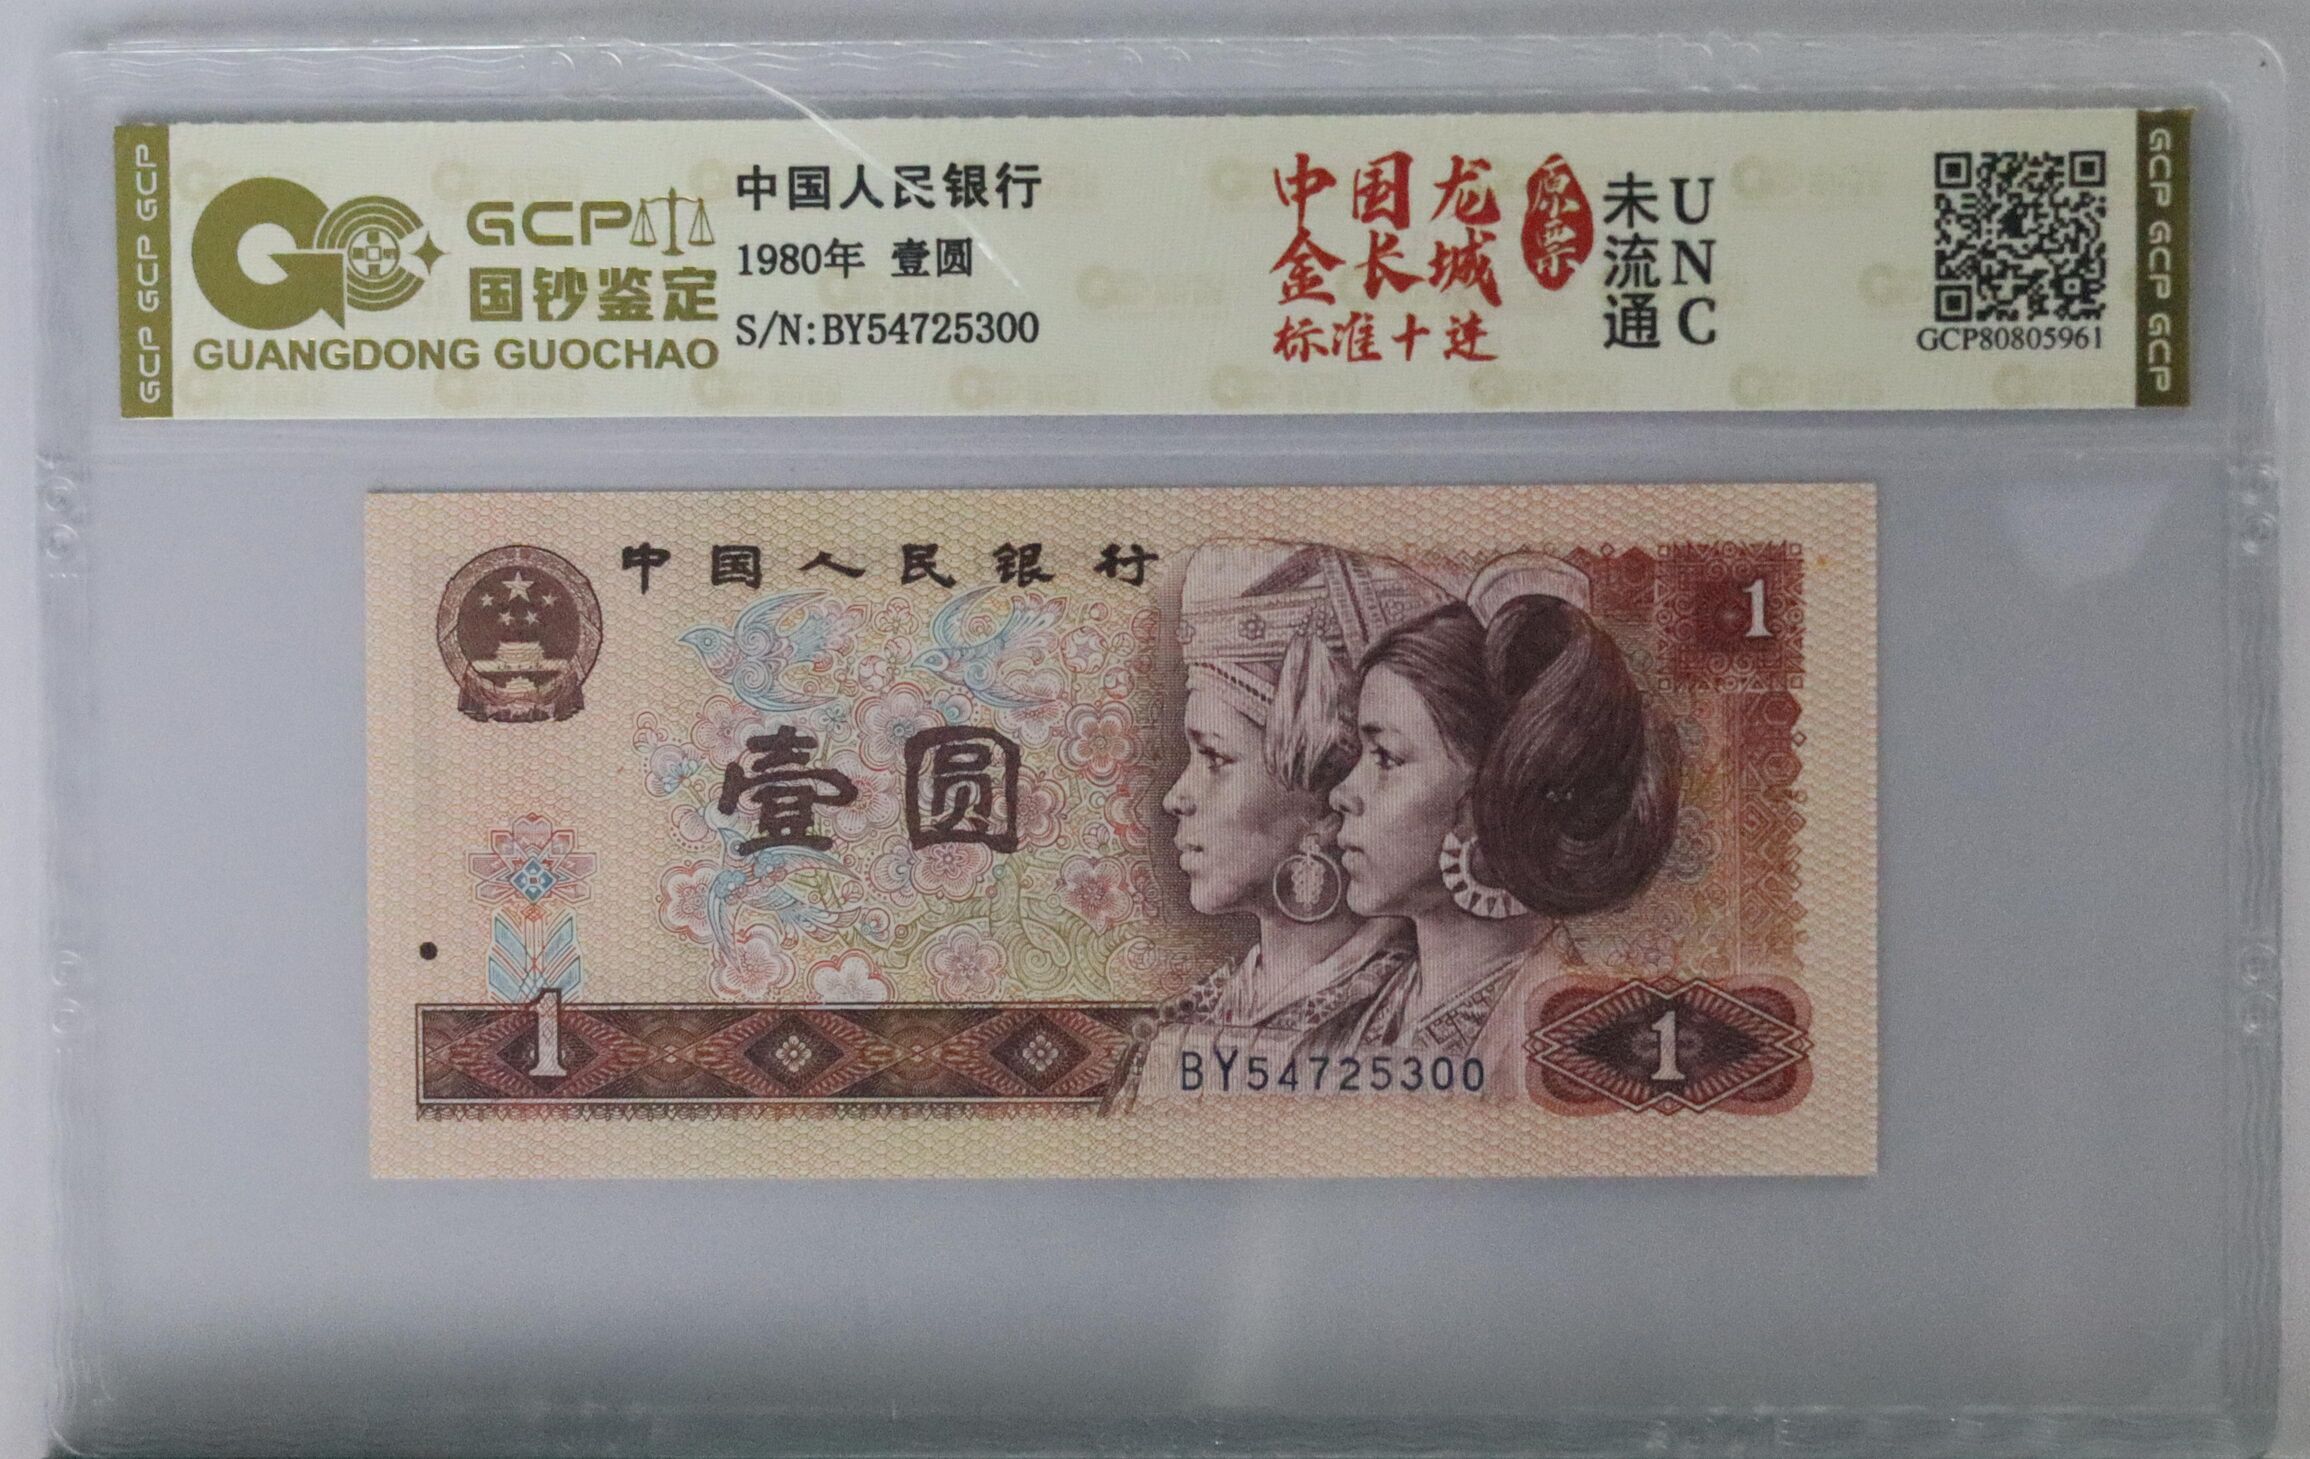 GCP GCP GCP
GCP
国钞鉴定
GUANGDONG GUOCHAO
中国人民银行
1980年 壹圆
S/N:BY54725300
中国龙
金长城
标准十连
原票
未流通
UNC
GCP80805961
GCP GCP GCP
中国人民银行
1
壹圆
1
BY54725300
1